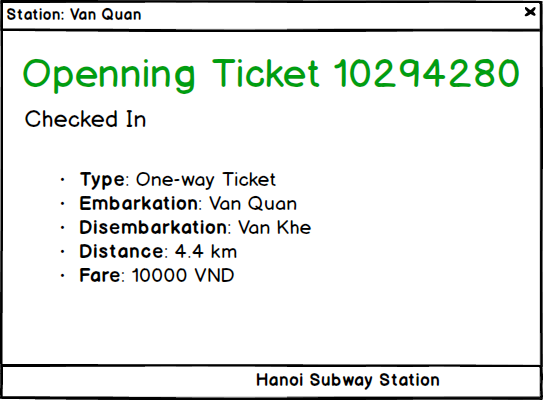 Station: Van Quan
Openning Ticket 10294280
Checked In
· Type: One-way Ticket
· Embarkation: Van Quan
· Disembarkation: Van Khe
· Distance: 4.4 km
· Fare: 10000 VND
Hanoi Subway Station